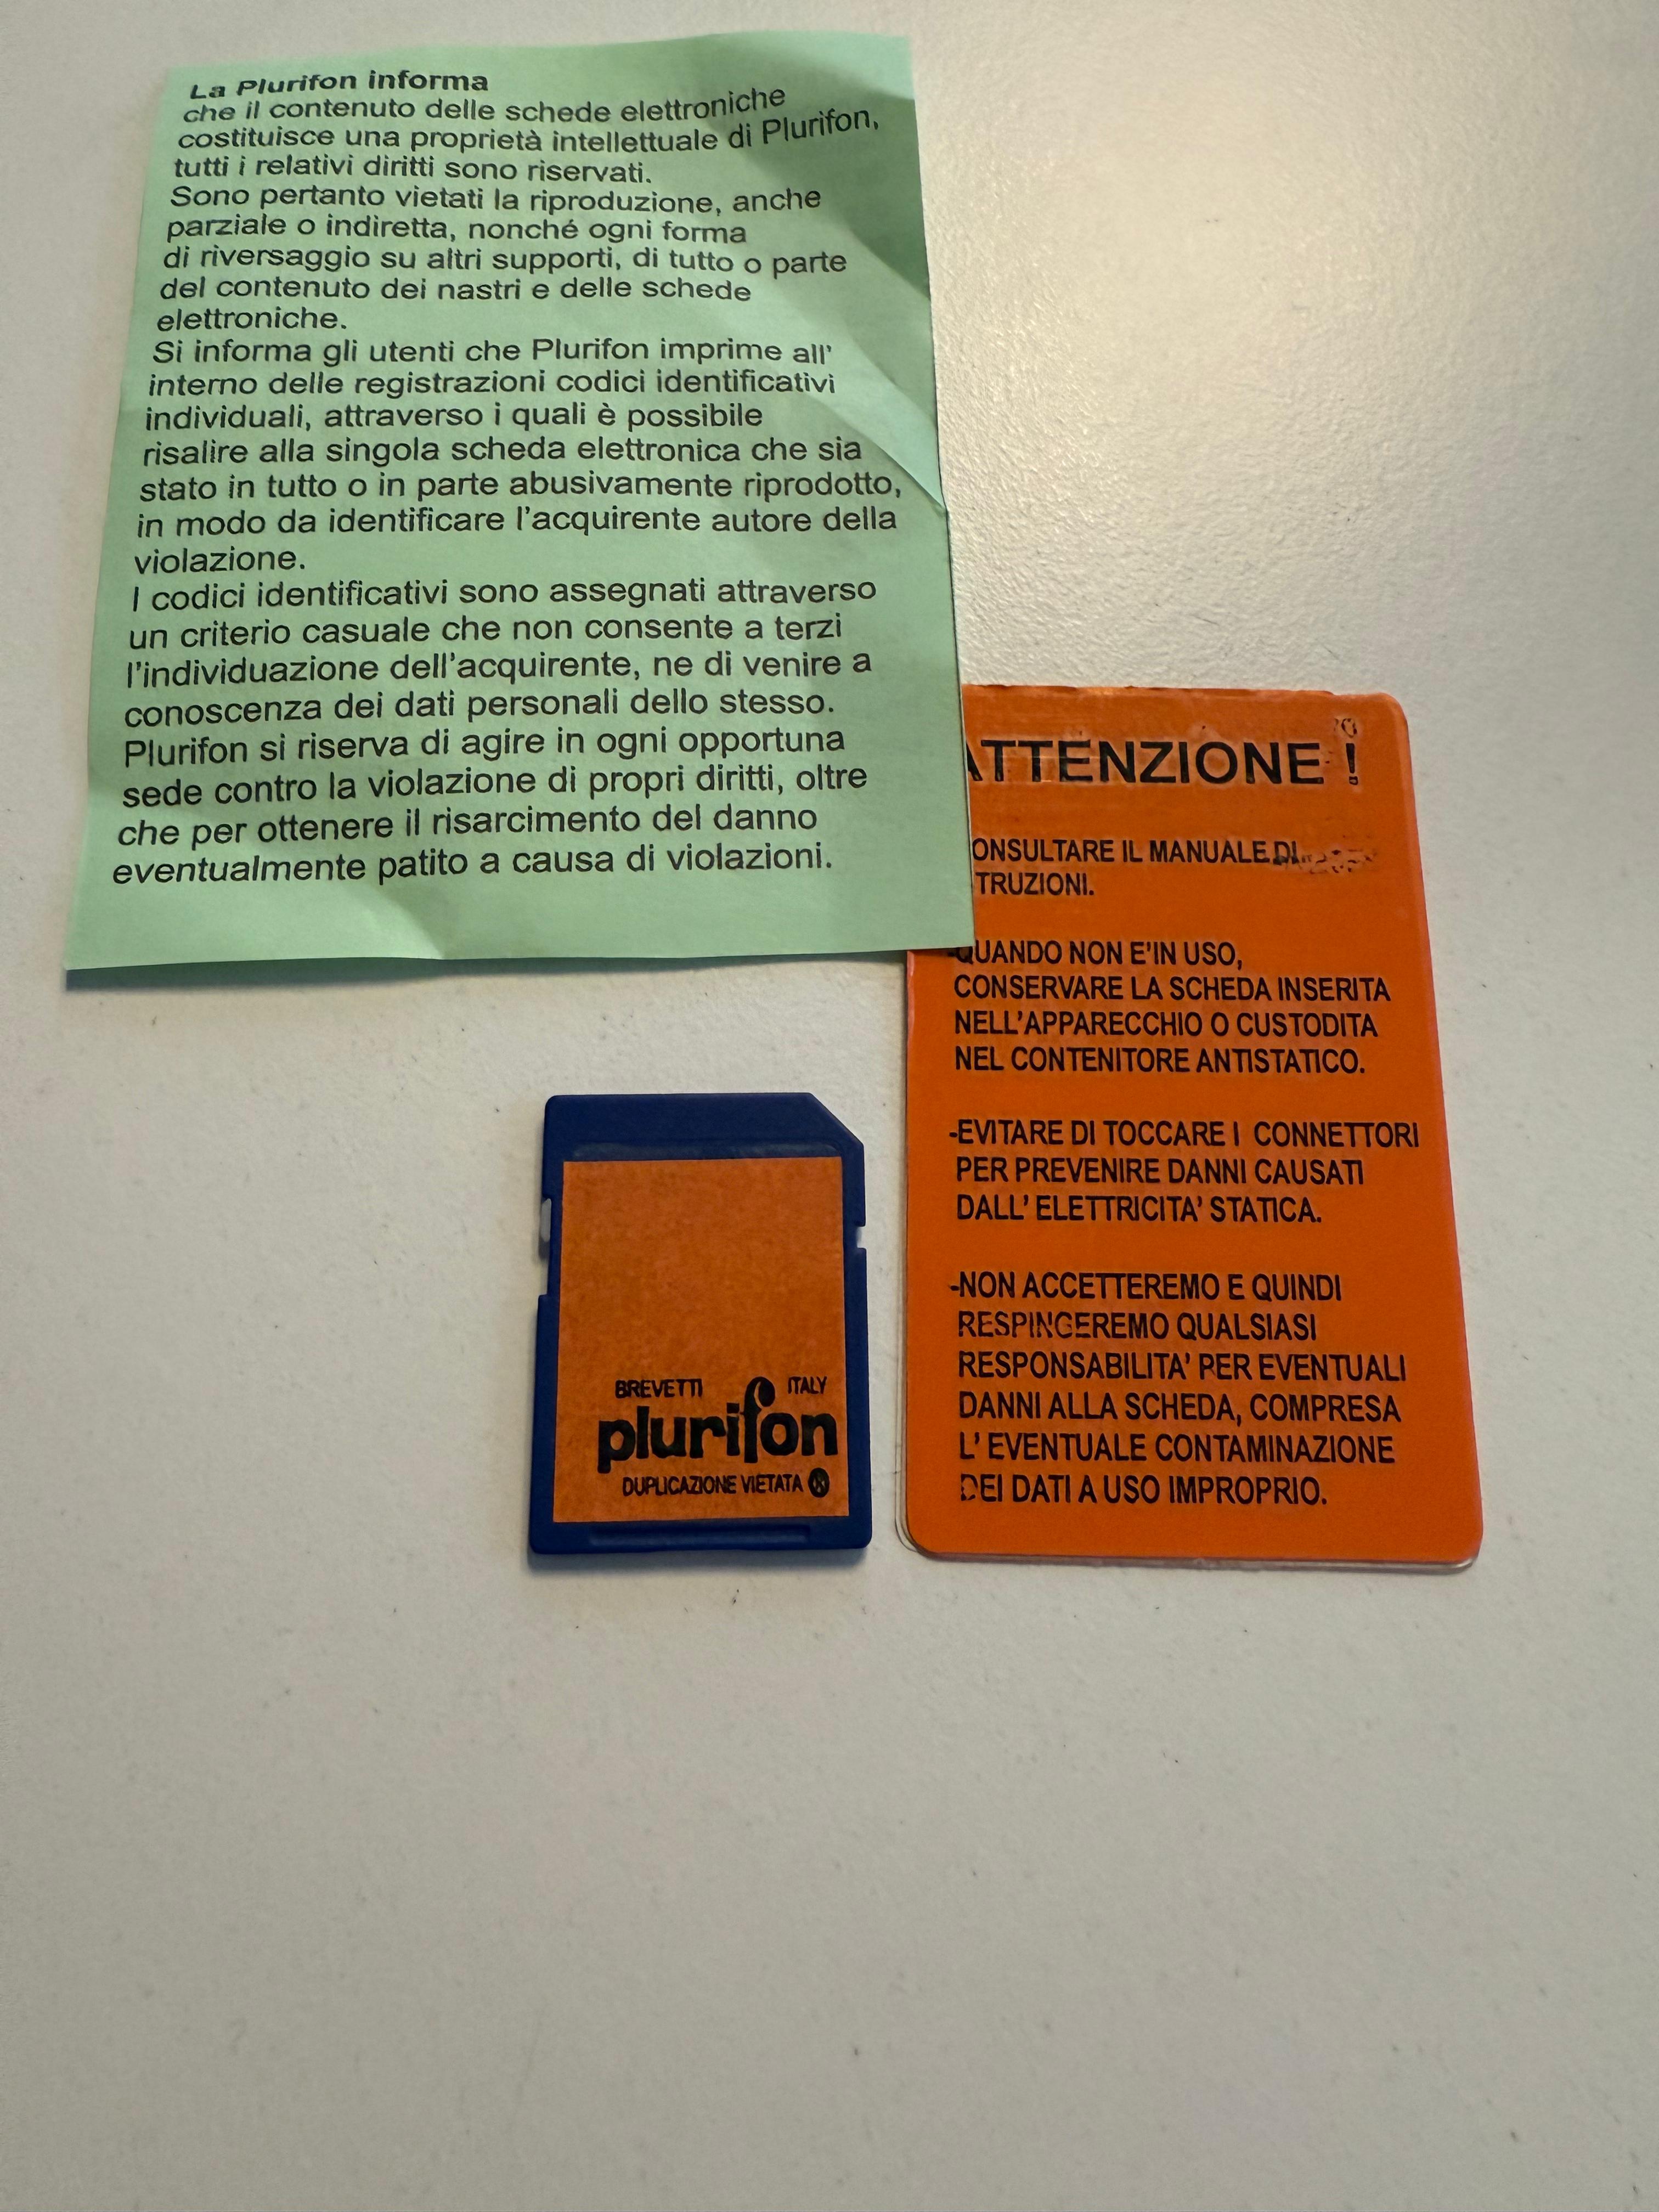 La Plurifon informa
che il contenuto delle schede elettroniche
costituisce una proprietà intellettuale di Plurifon,
tutti i relativi diritti sono riservati.
Sono pertanto vietati la riproduzione, anche
parziale o indiretta, nonché ogni forma
di riversaggio su altri supporti, di tutto o parte
del contenuto dei nastri e delle schede
elettroniche.
Si informa gli utenti che Plurifon imprime all'
interno delle registrazioni codici identificativi
individuali, attraverso i quali è possibile
risalire alla singola scheda elettronica che sia
stato in tutto o in parte abusivamente riprodotto,
in modo da identificare l'acquirente autore della
violazione.
I codici identificativi sono assegnati attraverso
un criterio casuale che non consente a terzi
l'individuazione dell'acquirente, ne di venire a
conoscenza dei dati personali dello stesso.
Plurifon si riserva di agire in ogni opportuna
sede contro la violazione di propri diritti, oltre
che per ottenere il risarcimento del danno
eventualmente patito a causa di violazioni.
ATTENZIONE !
ONSULTARE IL MANUALE DI
TRUZIONI.
-QUANDO NON E'IN USO,
CONSERVARE LA SCHEDA INSERITA
NELL'APPARECCHIO O CUSTODITA
NEL CONTENITORE ANTISTATICO.
-EVITARE DI TOCCARE I CONNETTORI
PER PREVENIRE DANNI CAUSATI
DALL' ELETTRICITA' STATICA.
-NON ACCETTEREMO E QUINDI
RESPINGEREMO QUALSIASI
RESPONSABILITA' PER EVENTUALI
DANNI ALLA SCHEDA, COMPRESA
L' EVENTUALE CONTAMINAZIONE
DEI DATI A USO IMPROPRIO.
BREVETTI ITALY
plurifon
DUPLICAZIONE VIETATA